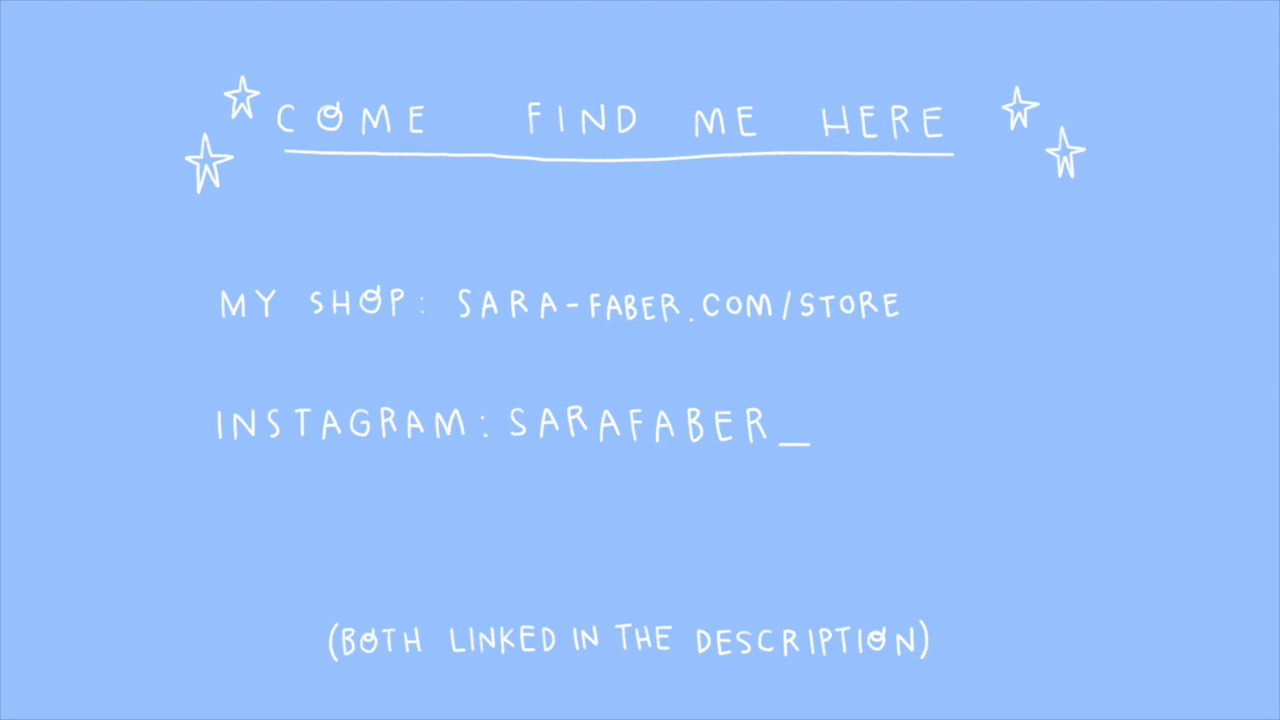 COME FIND ME HERE
MY SHOP: SARA-FABER.COM/STORE
INSTAGRAM: SARAFABER_
(BOTH LINKED IN THE DESCRIPTION)